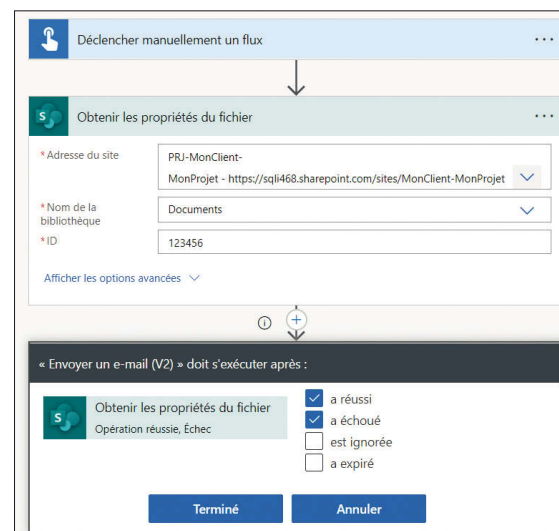 Déclencher manuellement un flux
Obtenir les propriétés du fichier
*Adresse du site
PRJ-MonClient-
MonProjet - https://sqli468.sharepoint.com/sites/MonClient-MonProjet
*Nom de la
bibliothèque
Documents
*ID
123456
Afficher les options avancées
« Envoyer un e-mail (V2) » doit s'exécuter après :
Obtenir les propriétés du fichier
Opération réussie, Échec
a réussi
a échoué
est ignorée
a expiré
Terminé
Annuler